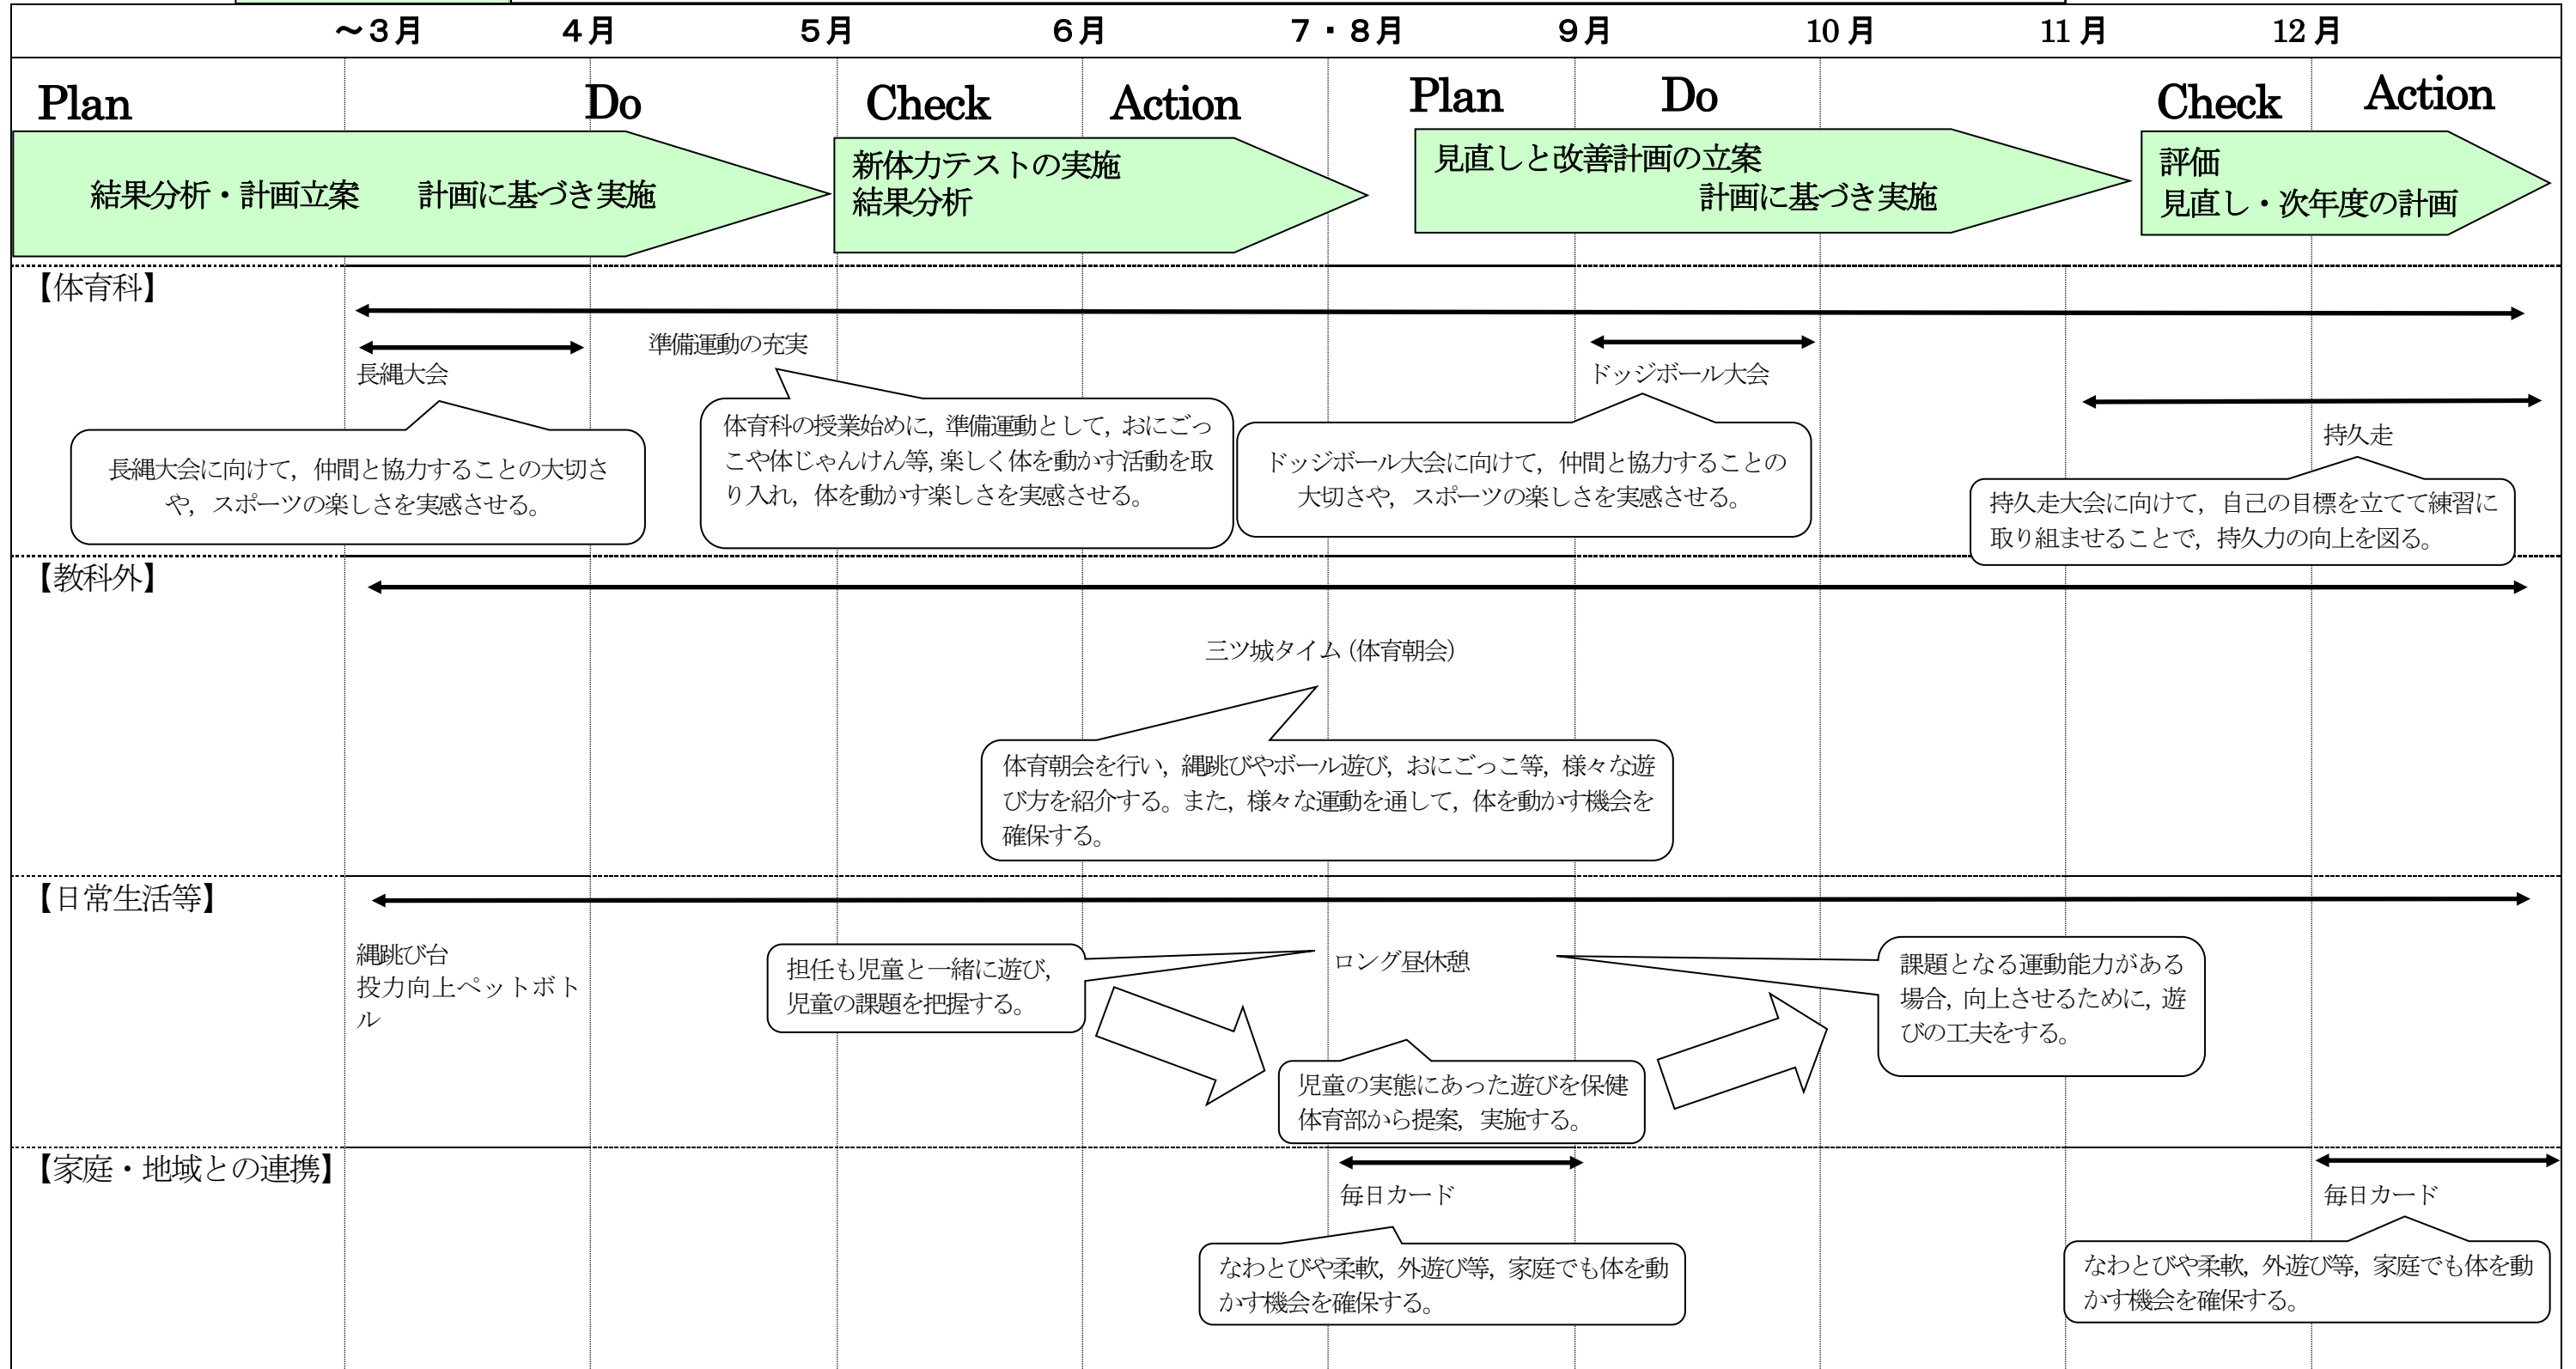 ～３月
４月
５月
６月
７・８月
９月
10 月
11 月
12 月
Plan
Do
Check
Action
Plan
Do
Check
Action
結果分析・計画立案　　計画に基づき実施
新体力テストの実施
結果分析
見直しと改善計画の立案
計画に基づき実施
評価
見直し・次年度の計画
【体育科】
長縄大会
準備運動の充実
ドッジボール大会
持久走
長縄大会に向けて，仲間と協力することの大切さ
や，スポーツの楽しさを実感させる。
体育科の授業始めに，準備運動として，おにごっ
こや体じゃんけん等，楽しく体を動かす活動を取
り入れ，体を動かす楽しさを実感させる。
ドッジボール大会に向けて，仲間と協力することの
大切さや，スポーツの楽しさを実感させる。
持久走大会に向けて，自己の目標を立てて練習に
取り組ませることで，持久力の向上を図る。
【教科外】
三ツ城タイム（体育朝会）
体育朝会を行い，縄跳びやボール遊び，おにごっこ等，様々な遊
び方を紹介する。また，様々な運動を通して，体を動かす機会を
確保する。
【日常生活等】
縄跳び台
投力向上ペットボト
ル
担任も児童と一緒に遊び，
児童の課題を把握する。
ロング昼休憩
課題となる運動能力がある
場合，向上させるために，遊
びの工夫をする。
児童の実態にあった遊びを保健
体育部から提案，実施する。
【家庭・地域との連携】
毎日カード
なわとびや柔軟，外遊び等，家庭でも体を動
かす機会を確保する。
毎日カード
なわとびや柔軟，外遊び等，家庭でも体を動
かす機会を確保する。